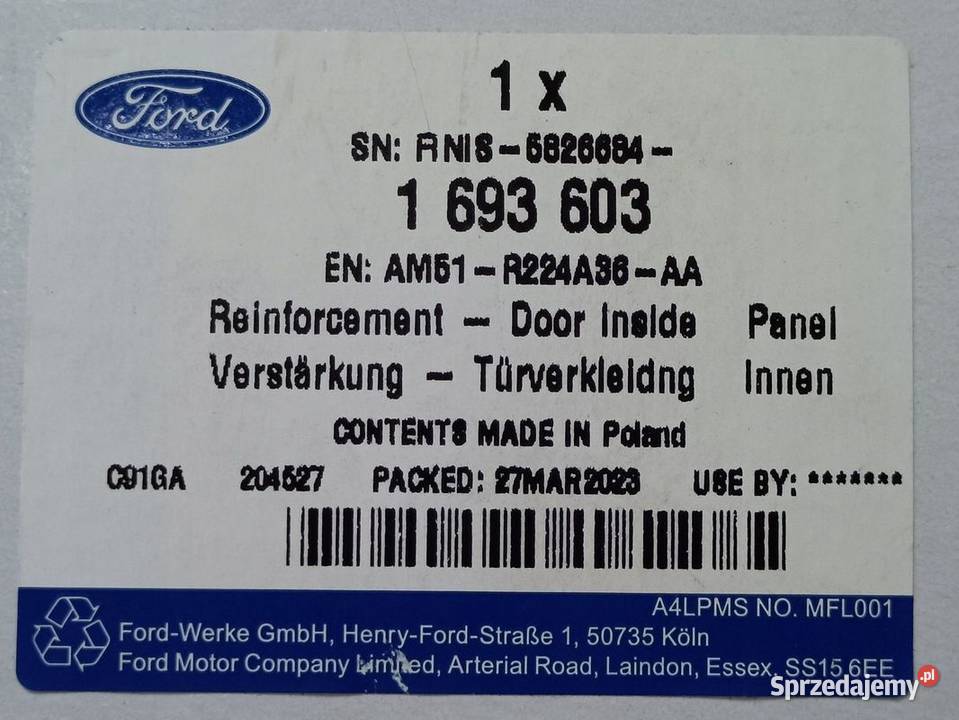 Ford
1 x
SN: RNIS-5826684-
1 693 603
EN: AM51-R224A36-AA
Reinforcement - Door Inside Panel
Verstärkung - Türverkleidng Innen
CONTENTS MADE IN Poland
C91GA 204527 PACKED: 27MAR2023 USE BY: *******
A4LPMS NO. MFL001
Ford-Werke GmbH, Henry-Ford-Straße 1, 50735 Köln
Ford Motor Company Limited, Arterial Road, Laindon, Essex, SS15 6EE
Sprzedajemy.pl